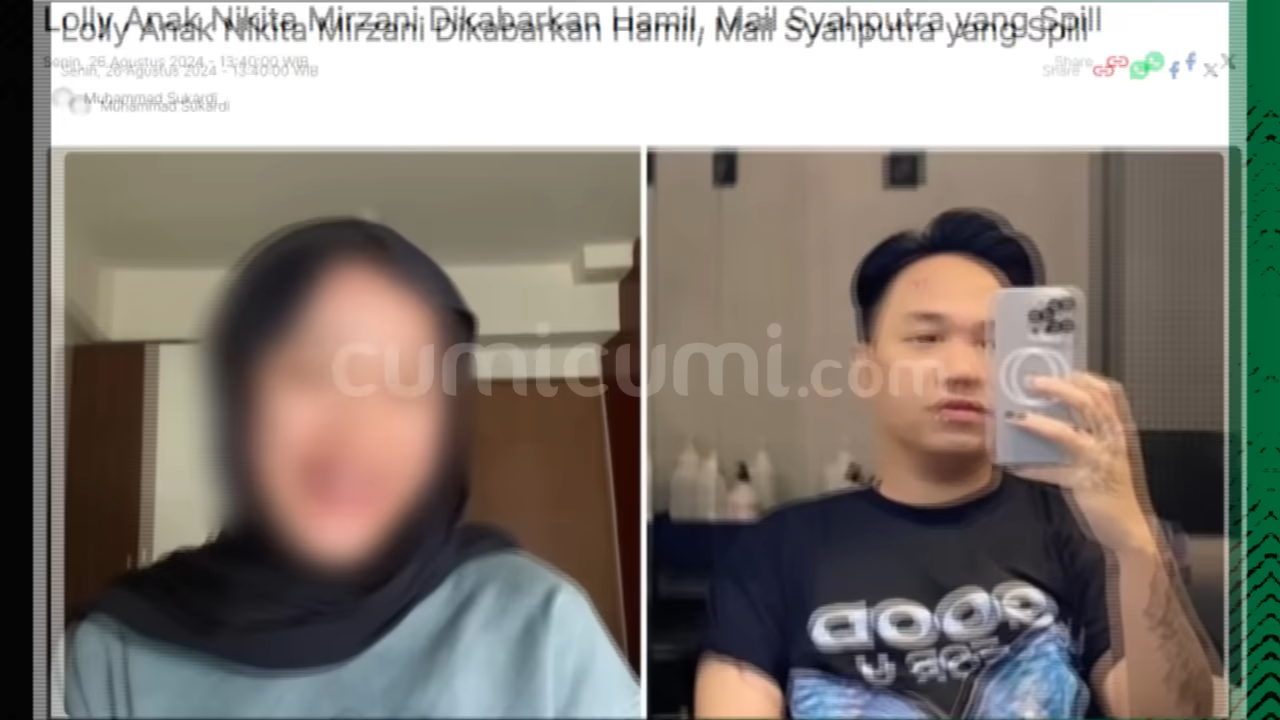 Lolly Anak Nikita Mirzani Dikabarkan Hamil, Mail Syahputra yang Spill
Senin, 26 Agustus 2024 - 13:40:00 WIB
Share
Muhammad Sukardi
cumicumi.com